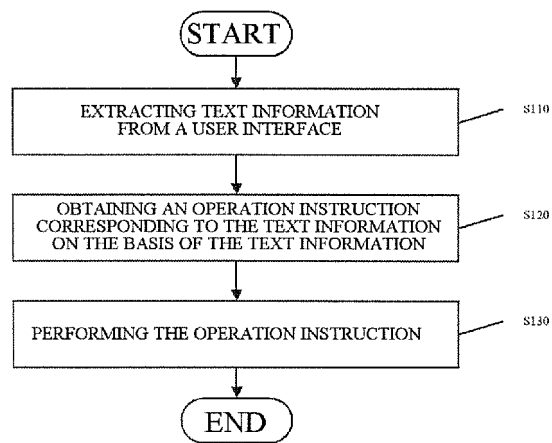 START
EXTRACTING TEXT INFORMATION
FROM A USER INTERFACE
S110
OBTAINING AN OPERATION INSTRUCTION
CORRESPONDING TO THE TEXT INFORMATION
ON THE BASIS OF THE TEXT INFORMATION
S120
PERFORMING THE OPERATION INSTRUCTION
S130
END